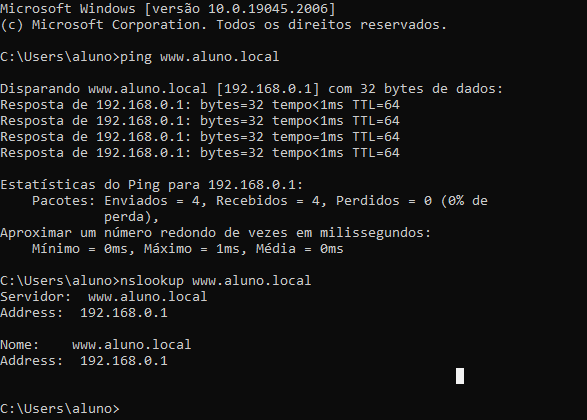 Microsoft Windows [versão 10.0.19045.2006]
(c) Microsoft Corporation. Todos os direitos reservados.
C:\Users\aluno>ping www.aluno.local
Disparando www.aluno.local [192.168.0.1] com 32 bytes de dados:
Resposta de 192.168.0.1: bytes=32 tempo<1ms TTL=64
Resposta de 192.168.0.1: bytes=32 tempo<1ms TTL=64
Resposta de 192.168.0.1: bytes=32 tempo=1ms TTL=64
Resposta de 192.168.0.1: bytes=32 tempo<1ms TTL=64
Estatísticas do Ping para 192.168.0.1:
Pacotes: Enviados = 4, Recebidos = 4, Perdidos = 0 (0% de
perda),
Aproximar um número redondo de vezes em milissegundos:
Mínimo = 0ms, Máximo = 1ms, Média = 0ms
C:\Users\aluno>nslookup www.aluno.local
Servidor:  www.aluno.local
Address:  192.168.0.1
Nome:    www.aluno.local
Address:  192.168.0.1
C:\Users\aluno>